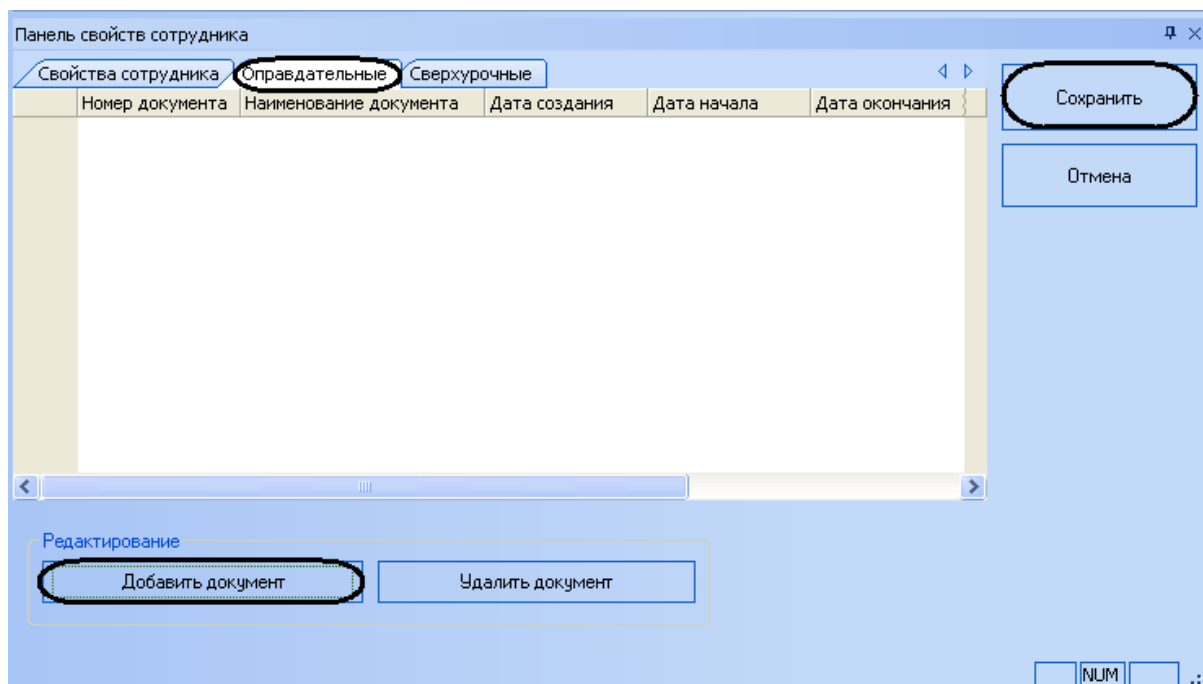 Панель свойств сотрудника
Свойства сотрудника Оправдательные Сверхурочные
Номер документа Наименование документа Дата создания Дата начала Дата окончания
Сохранить
Отмена
Редактирование
Добавить документ Удалить документ
NUM